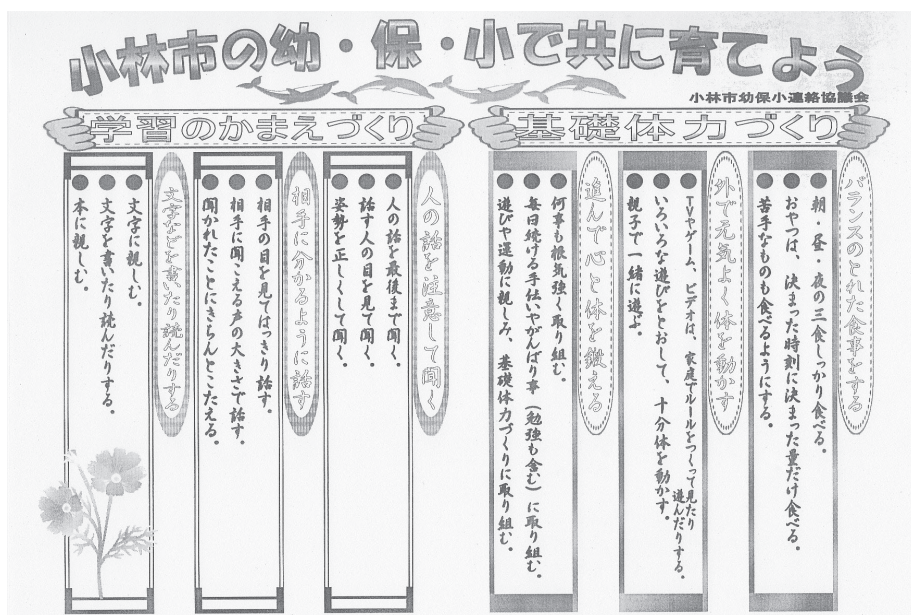 小林市の幼・保・小で共に育てよう
小林市幼保小連絡協議会
基礎体力づくり
バランスのとれた食事をする
●朝・昼・夜の三食しっかり食べる。
●おやつは、決まった時刻に決まった量だけ食べる。
●苦手なものも食べるようにする。
外で元気よく体を動かす
●TVやゲーム、ビデオは、家庭でルールをつくって見たり
遊んだりする。
●いろいろな遊びをとおして、十分体を動かす。
●親子で一緒に遊ぶ。
進んで心と体を鍛える
●何事も根気強く取り組む。
●毎日続ける手伝いやがんばり事（勉強も含む）に取り組む。
●遊びや運動に親しみ、基礎体力づくりに取り組む。
学習のかまえづくり
人の話を注意して聞く
●人の話を最後まで聞く。
●話す人の目を見て聞く。
●姿勢を正しくして聞く。
相手に分かるように話す
●相手の目を見てはっきり話す。
●相手に聞こえる声の大きさで話す。
●聞かれたことにきちんとこたえる。
文字などを書いたり読んだりする
●文字に親しむ。
●文字を書いたり読んだりする。
●本に親しむ。